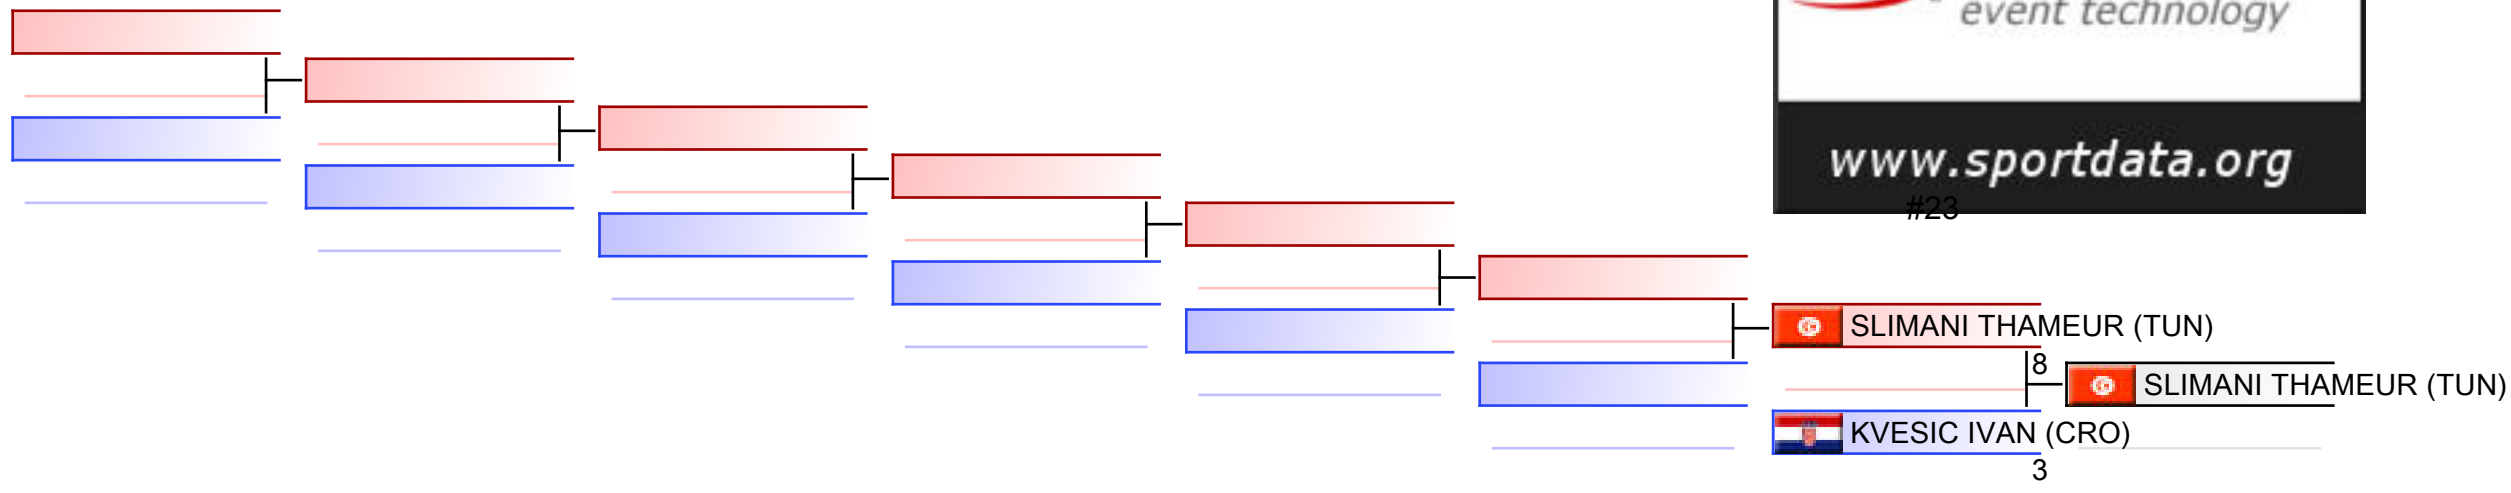 event technology
www.sportdata.org
#23
SLIMANI THAMEUR (TUN)
8
SLIMANI THAMEUR (TUN)
KVESIC IVAN (CRO)
3